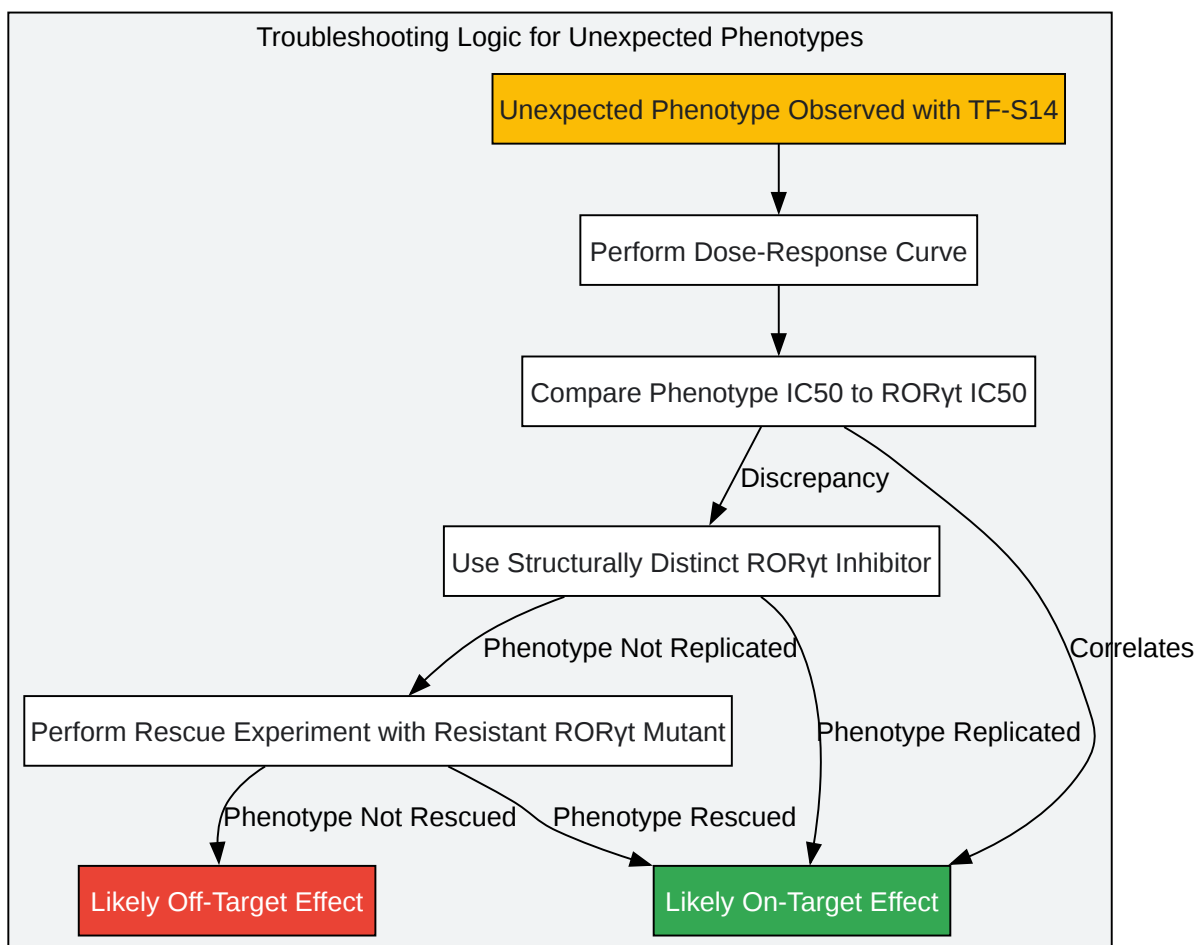 Troubleshooting Logic for Unexpected Phenotypes
Unexpected Phenotype Observed with TF-S14
Perform Dose-Response Curve
Compare Phenotype IC50 to RORγt IC50
Discrepancy
Use Structurally Distinct RORγt Inhibitor
Phenotype Not Replicated
Correlates
Perform Rescue Experiment with Resistant RORγt Mutant
Phenotype Replicated
Phenotype Not Rescued
Phenotype Rescued
Likely Off-Target Effect
Likely On-Target Effect